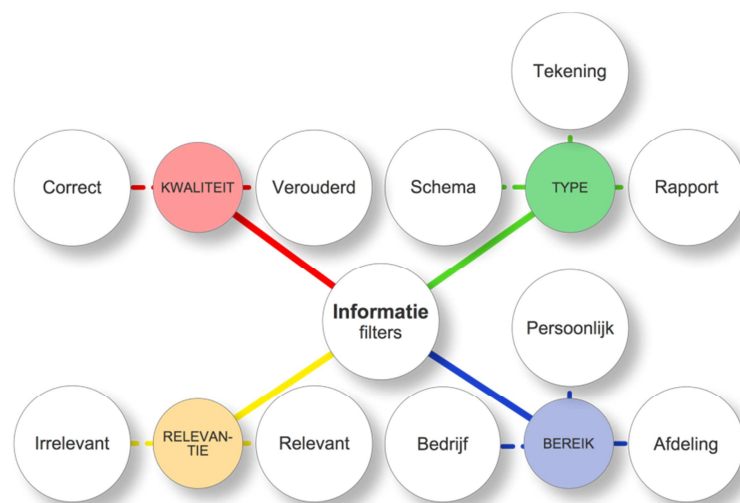 Tekening
Correct
KWALITEIT
Verouderd
Schema
TYPE
Rapport
Informatie
filters
Persoonlijk
Irrelevant
RELEVAN-
TIE
Relevant
Bedrijf
BEREIK
Afdeling